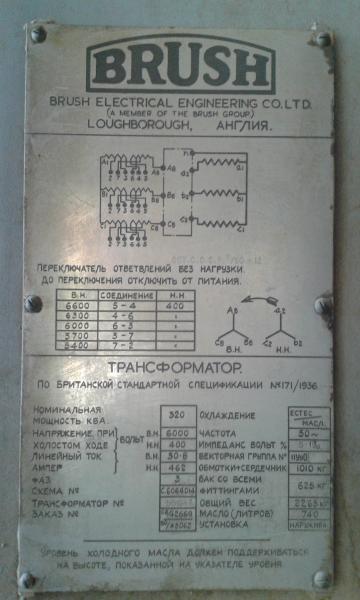 BRUSH
BRUSH ELECTRICAL ENGINEERING CO. LTD.
(A MEMBER OF THE BRUSH GROUP)
LOUGHBOROUGH, АНГЛИЯ.
ПЕРЕКЛЮЧАТЕЛЬ ОТВЕТВЛЕНИЙ БЕЗ НАГРУЗКИ.
ДО ПЕРЕКЛЮЧЕНИЯ ОТКЛЮЧИТЬ ОТ ПИТАНИЯ.
В.Н. СОЕДИНЕНИЕ Н.Н.
6600 5-4 400
6300 4-6 "
6000 6-3 "
5700 3-7 "
5400 7-2 "
В.Н. Н.Н.
ТРАНСФОРМАТОР.
ПО БРИТАНСКОЙ СТАНДАРТНОЙ СПЕЦИФИКАЦИИ №171/1936
НОМИНАЛЬНАЯ МОЩНОСТЬ КВА. 320 ОХЛАЖДЕНИЕ ЕСТЕС. МАСЛ.
НАПРЯЖЕНИЕ ПРИ ХОЛОСТОМ ХОДЕ ВОЛЬТ В.Н. 6000 ЧАСТОТА 50~
Н.Н. 400 ИМПЕДАНС ВОЛЬТ %
ЛИНЕЙНЫЙ ТОК АМПЕР В.Н. 30·8 ВЕКТОРНАЯ ГРУППА №
Н.Н. 462 ОБМОТКИ+СЕРДЕЧНИК 1010 КГ
ФАЗ 3 БАК СО ВСЕМИ
СХЕМА № ФИТТИНГАМИ 625 КГ
ТРАНСФОРМАТОР № ОБЩИЙ ВЕС 2265 КГ
ЗАКАЗ № МАСЛО (ЛИТРОВ) 740
УСТАНОВКА НАРУЖНАЯ
УРОВЕНЬ ХОЛОДНОГО МАСЛА ДОЛЖЕН ПОДДЕРЖИВАТЬСЯ
НА ВЫСОТЕ, ПОКАЗАННОЙ НА УКАЗАТЕЛЕ УРОВНЯ